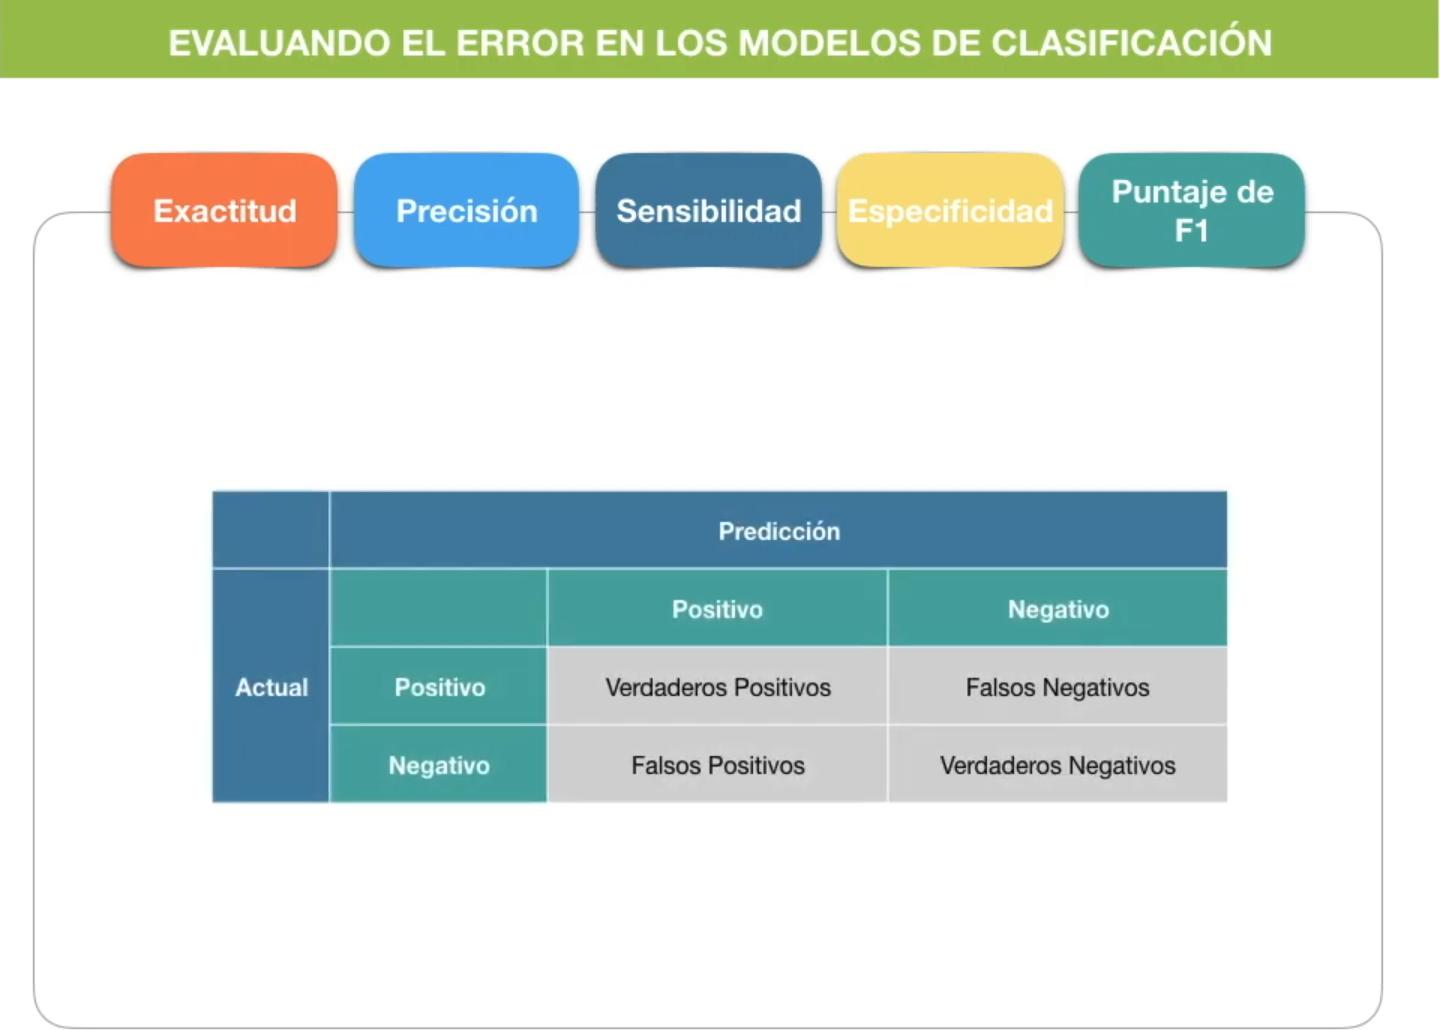 EVALUANDO EL ERROR EN LOS MODELOS DE CLASIFICACIÓN
Exactitud
Precisión
Sensibilidad
Especificidad
Puntaje de
F1
Predicción
Positivo
Negativo
Actual
Positivo
Verdaderos Positivos
Falsos Negativos
Negativo
Falsos Positivos
Verdaderos Negativos